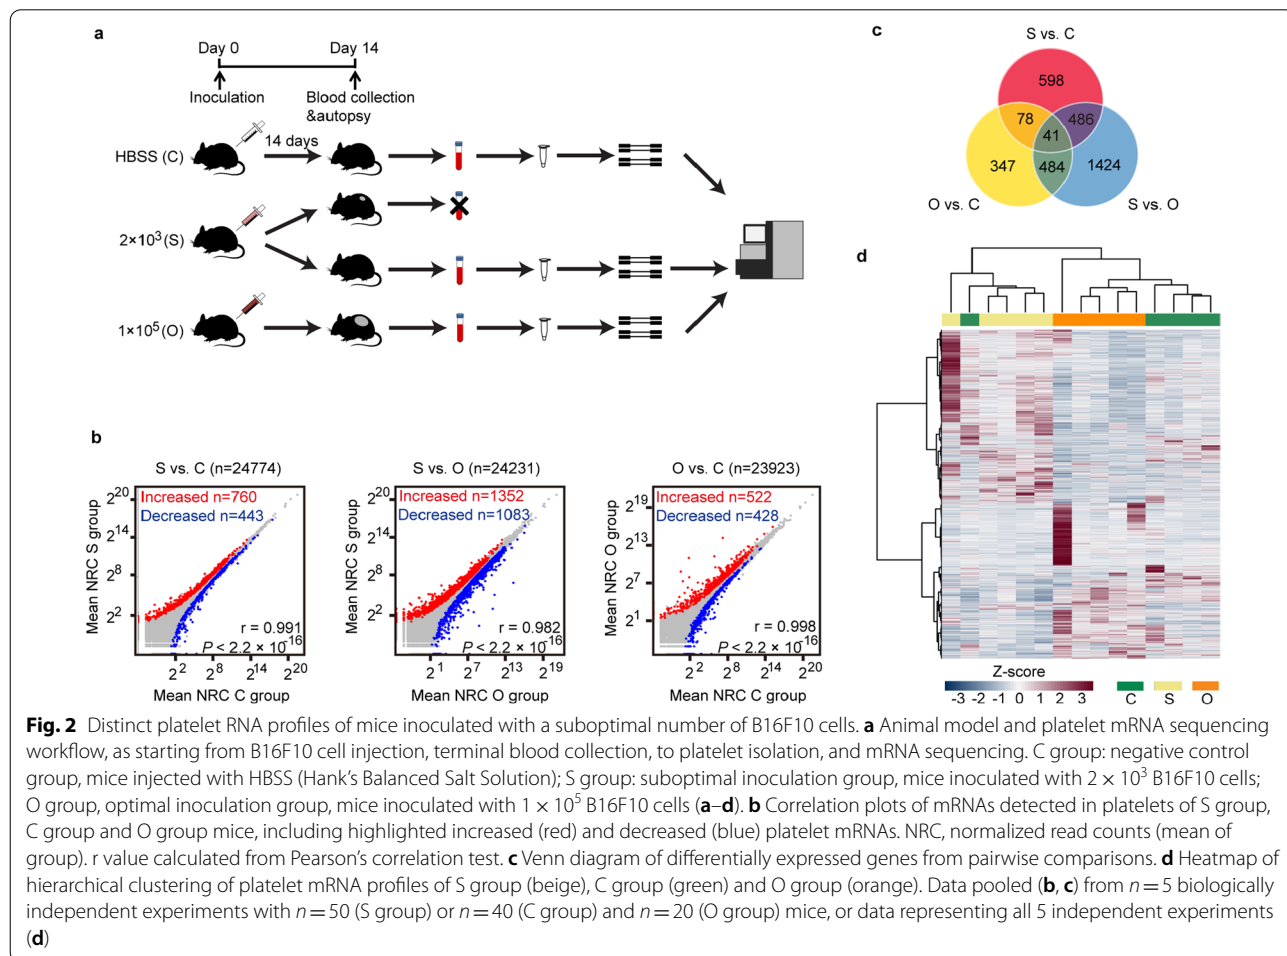 a
Day 0
Day 14
Inoculation
Blood collection
&autopsy
14 days
HBSS (C)
2×10³ (S)
1×10⁵ (O)
b
S vs. C (n=24774)
Increased n=760
Decreased n=443
2²⁰
2¹⁴
2⁸
2²
Mean NRC S group
r = 0.991
P < 2.2 × 10⁻¹⁶
2² 2⁸ 2¹⁴ 2²⁰
Mean NRC C group
S vs. O (n=24231)
Increased n=1352
Decreased n=1083
2²⁰
2¹⁴
2⁸
2²
Mean NRC S group
r = 0.982
P < 2.2 × 10⁻¹⁶
2¹ 2⁷ 2¹³ 2¹⁹
Mean NRC O group
O vs. C (n=23923)
Increased n=522
Decreased n=428
2¹⁹
2¹³
2⁷
2¹
Mean NRC O group
r = 0.998
P < 2.2 × 10⁻¹⁶
2² 2⁸ 2¹⁴ 2²⁰
Mean NRC C group
c
S vs. C
598
78
486
41
347
484
1424
O vs. C
S vs. O
d
Z-score
-3 -2 -1 0 1 2 3
C S O
Fig. 2 Distinct platelet RNA profiles of mice inoculated with a suboptimal number of B16F10 cells. a Animal model and platelet mRNA sequencing
workflow, as starting from B16F10 cell injection, terminal blood collection, to platelet isolation, and mRNA sequencing. C group: negative control
group, mice injected with HBSS (Hank's Balanced Salt Solution); S group: suboptimal inoculation group, mice inoculated with 2 × 10³ B16F10 cells;
O group, optimal inoculation group, mice inoculated with 1 × 10⁵ B16F10 cells (a–d). b Correlation plots of mRNAs detected in platelets of S group,
C group and O group mice, including highlighted increased (red) and decreased (blue) platelet mRNAs. NRC, normalized read counts (mean of
group). r value calculated from Pearson's correlation test. c Venn diagram of differentially expressed genes from pairwise comparisons. d Heatmap of
hierarchical clustering of platelet mRNA profiles of S group (beige), C group (green) and O group (orange). Data pooled (b, c) from n = 5 biologically
independent experiments with n = 50 (S group) or n = 40 (C group) and n = 20 (O group) mice, or data representing all 5 independent experiments
(d)